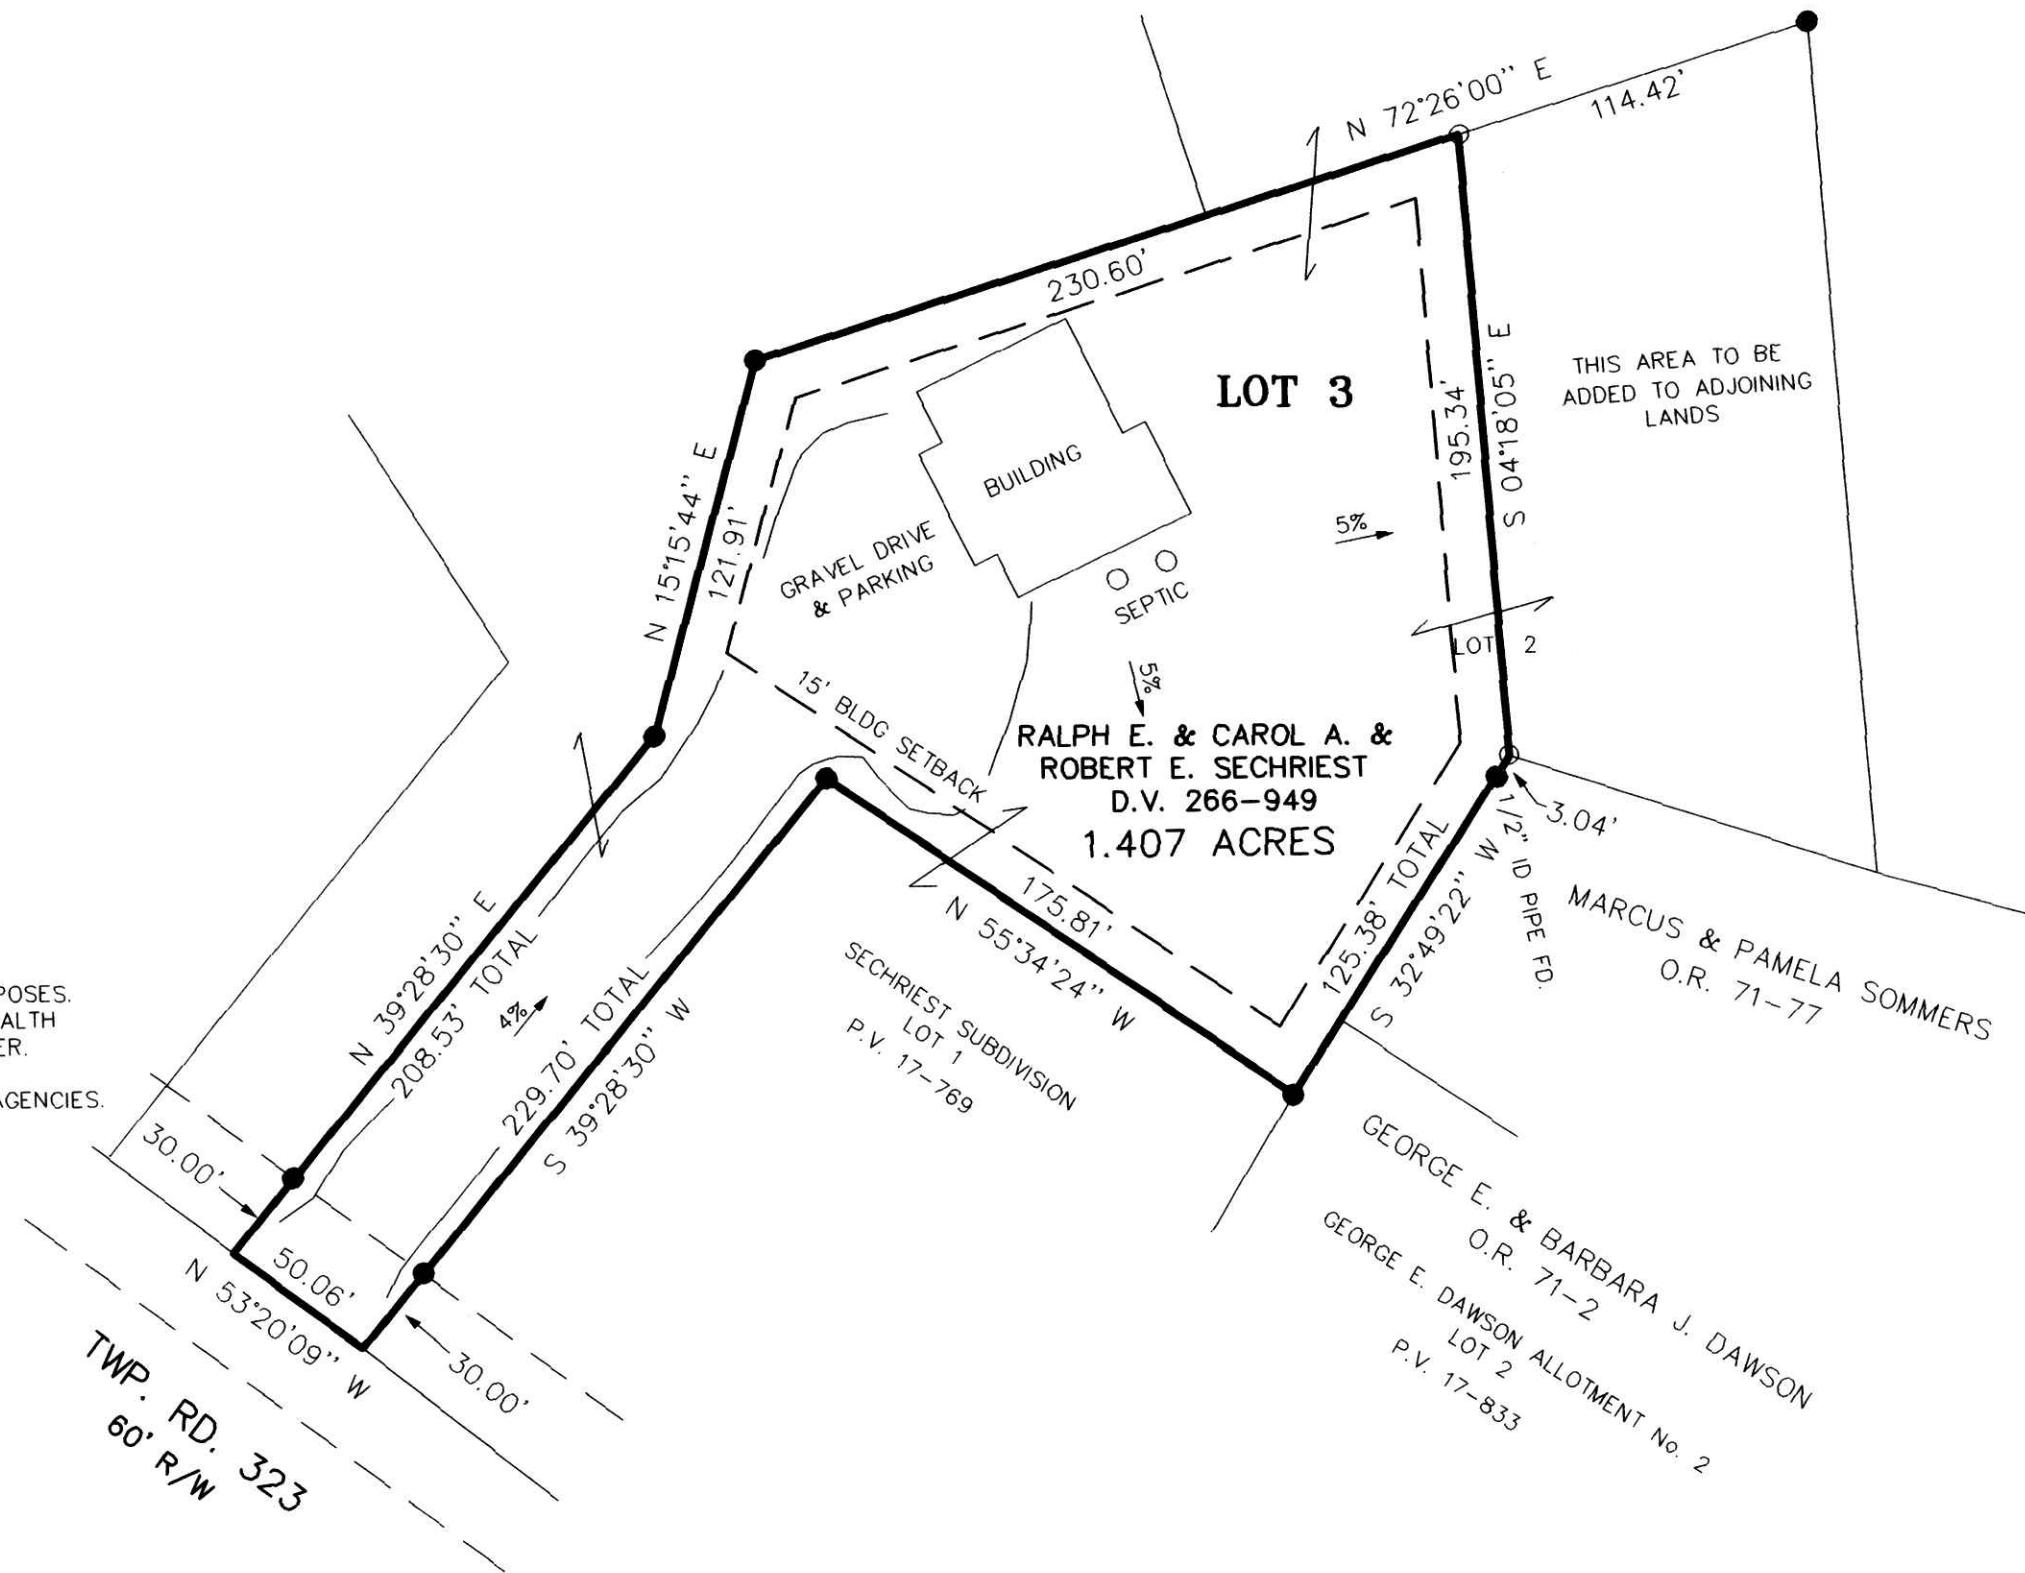 N 72°26'00" E
114.42'
230.60'
LOT 3
S 04°18'05" E
195.34'
THIS AREA TO BE
ADDED TO ADJOINING
LANDS
N 15°15'44" E
121.91'
BUILDING
GRAVEL DRIVE
& PARKING
SEPTIC
5%
5%
LOT 2
15' BLDG SETBACK
RALPH E. & CAROL A. &
ROBERT E. SECHRIEST
D.V. 266-949
1.407 ACRES
3.04'
1/2" ID PIPE FD.
125.38' TOTAL
S 32°49'22" W
175.81'
N 55°34'24" W
MARCUS & PAMELA SOMMERS
O.R. 71-77
SECHRIEST SUBDIVISION
LOT 1
P.V. 17-769
N 39°28'30" E
208.53' TOTAL
4%
229.70' TOTAL
S 39°28'30" W
POSES.
ALTH
ER.
AGENCIES.
30.00'
50.06'
N 53°20'09" W
30.00'
TWP. RD. 323
60' R/W
GEORGE E. & BARBARA J. DAWSON
O.R. 71-2
GEORGE E. DAWSON ALLOTMENT No. 2
LOT 2
P.V. 17-833